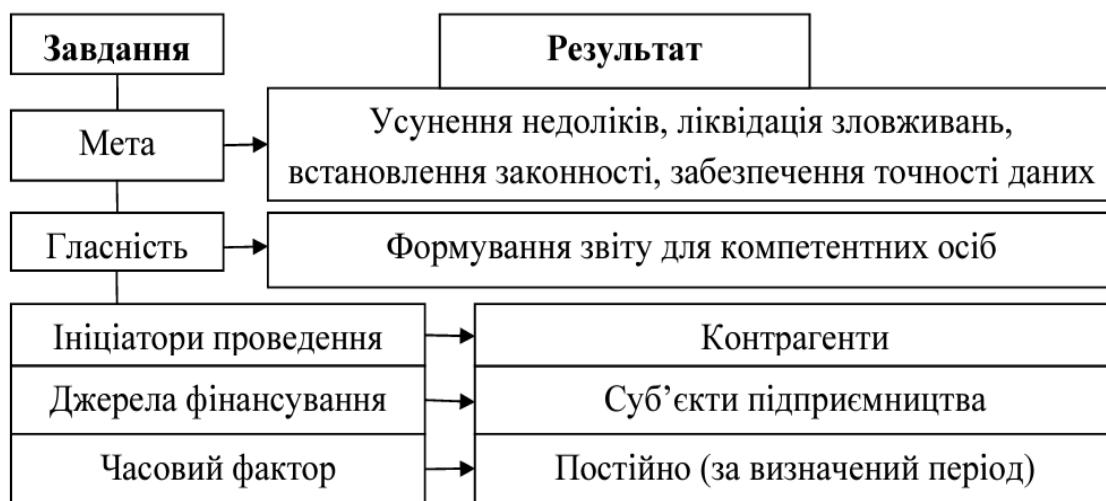 Завдання
Результат
Мета
Усунення недоліків, ліквідація зловживань,
встановлення законності, забезпечення точності даних
Гласність
Формування звіту для компетентних осіб
Ініціатори проведення
Контрагенти
Джерела фінансування
Суб’єкти підприємництва
Часовий фактор
Постійно (за визначений період)